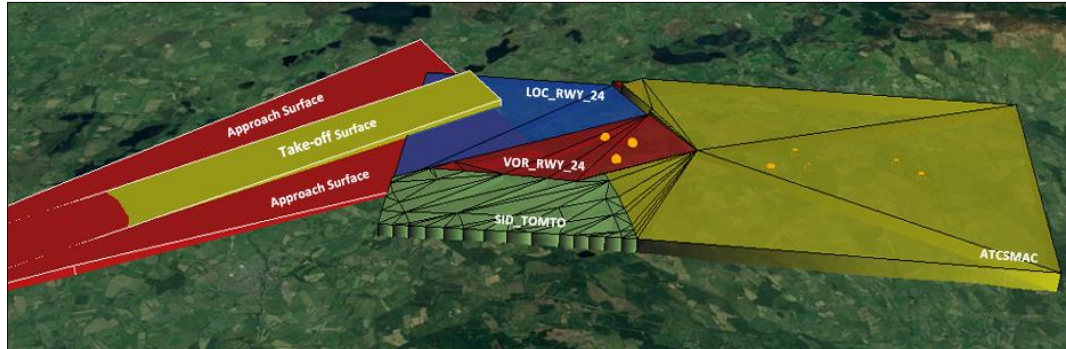 LOC_RWY_24
Approach Surface
Take-off Surface
VOR_RWY_24
Approach Surface
SID_TOMTO
ATCSMAC